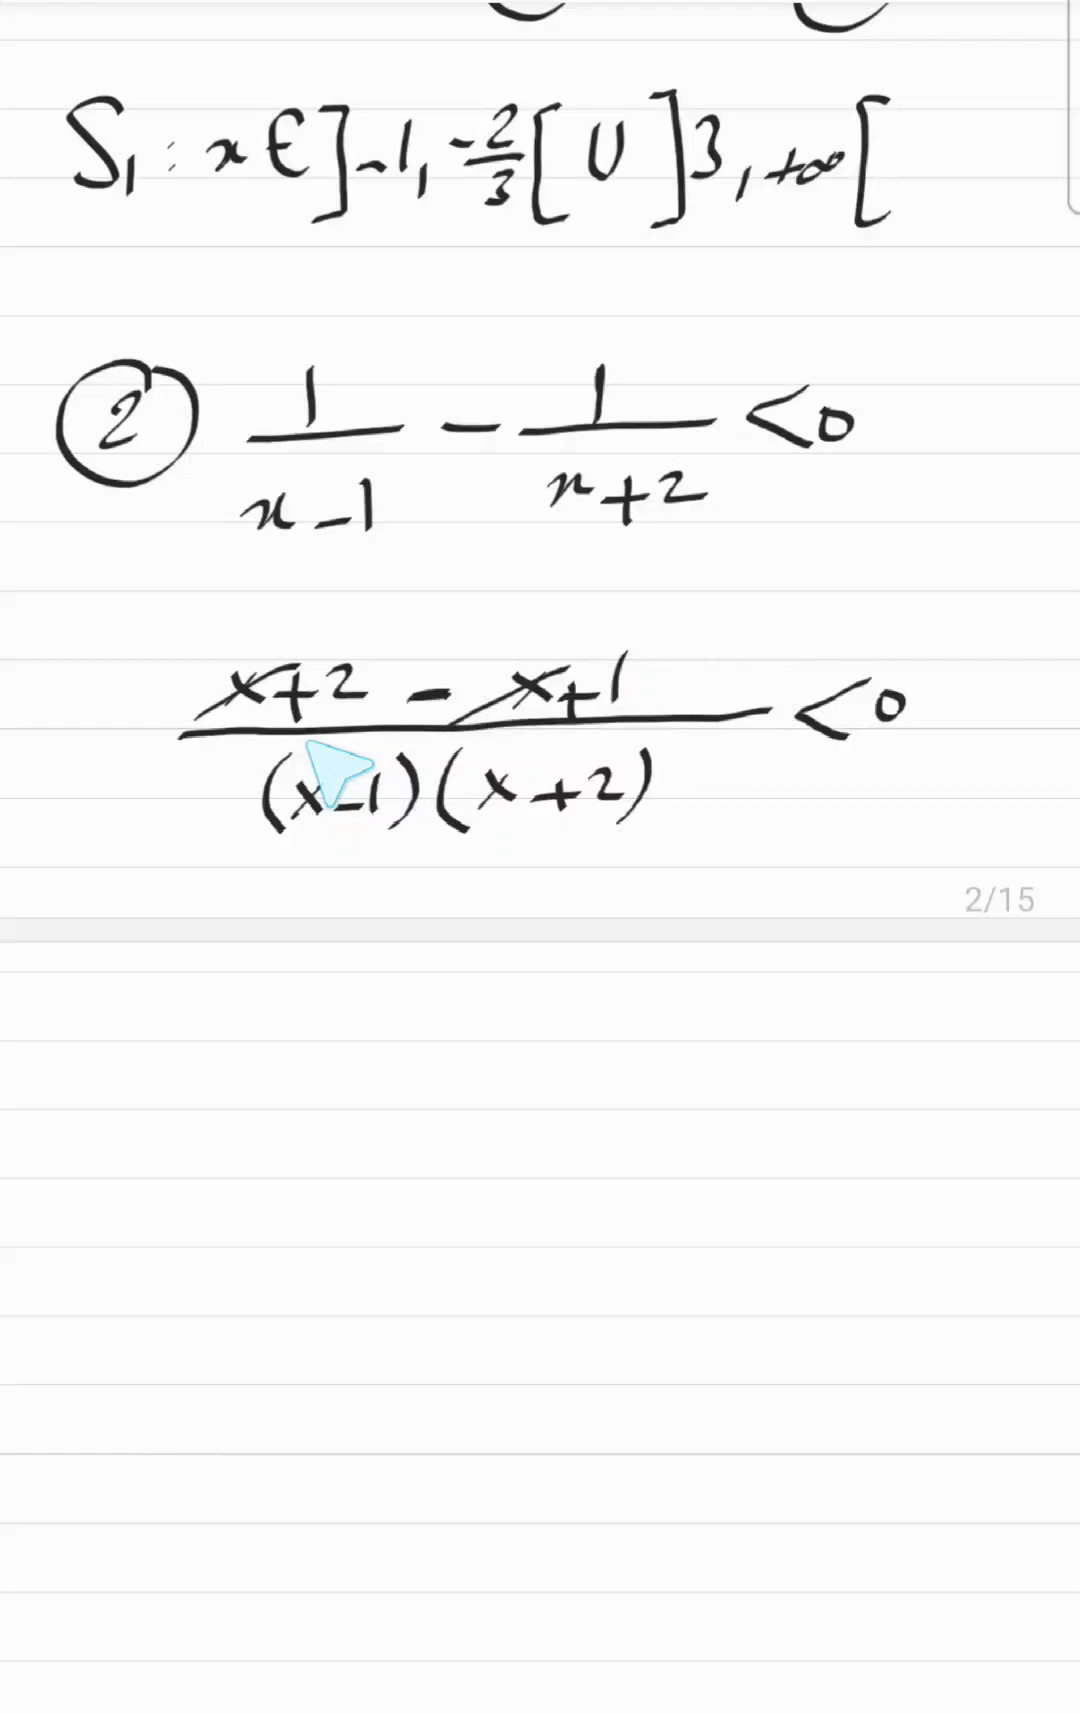 S₁ : x ∈ ]-1, -2/3[ ∪ ]3, +∞[
② 1/(x-1) - 1/(x+2) < 0
(x+2 - x+1)/((x-1)(x+2)) < 0
2/15